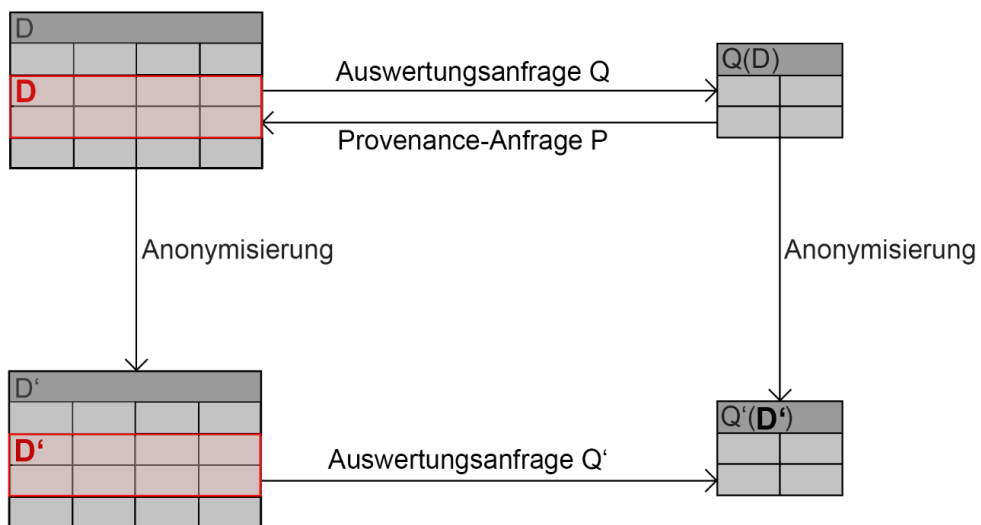 D
Q(D)
Auswertungsanfrage Q
D
Provenance-Anfrage P
Anonymisierung
Anonymisierung
D‘
Q‘(D‘)
D‘
Auswertungsanfrage Q‘